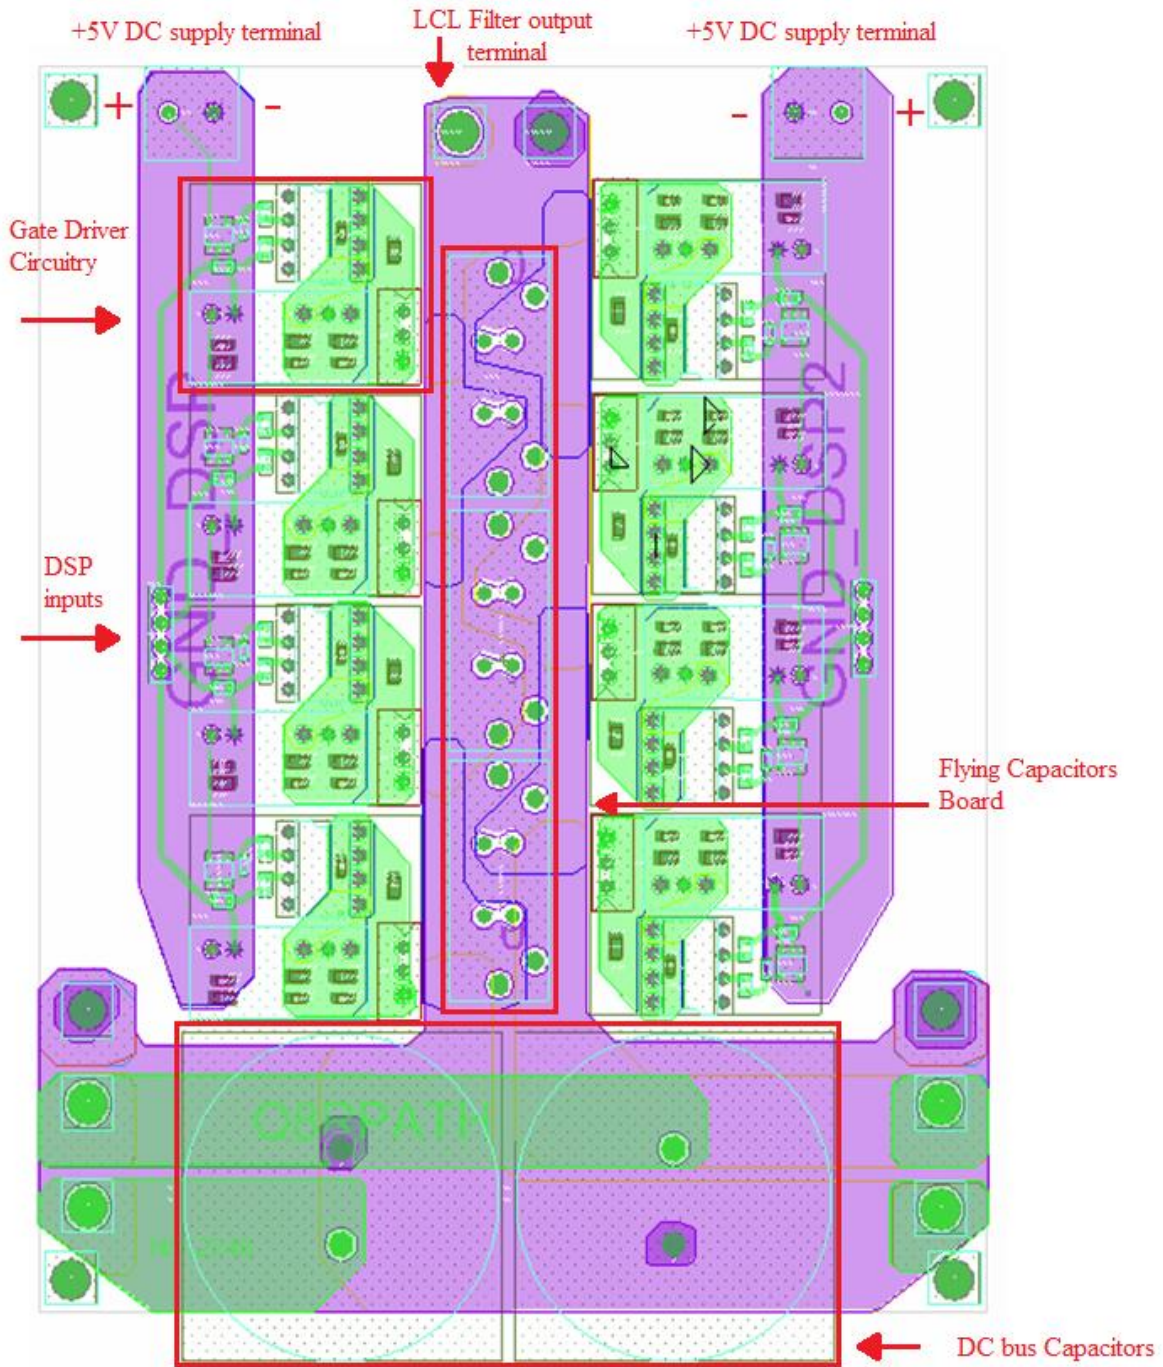 +5V DC supply terminal
LCL Filter output
terminal
+5V DC supply terminal
+ -
- +
Gate Driver
Circuitry
DSP
inputs
GND_DSP
GND_DSP2
Flying Capacitors
Board
DC bus Capacitors